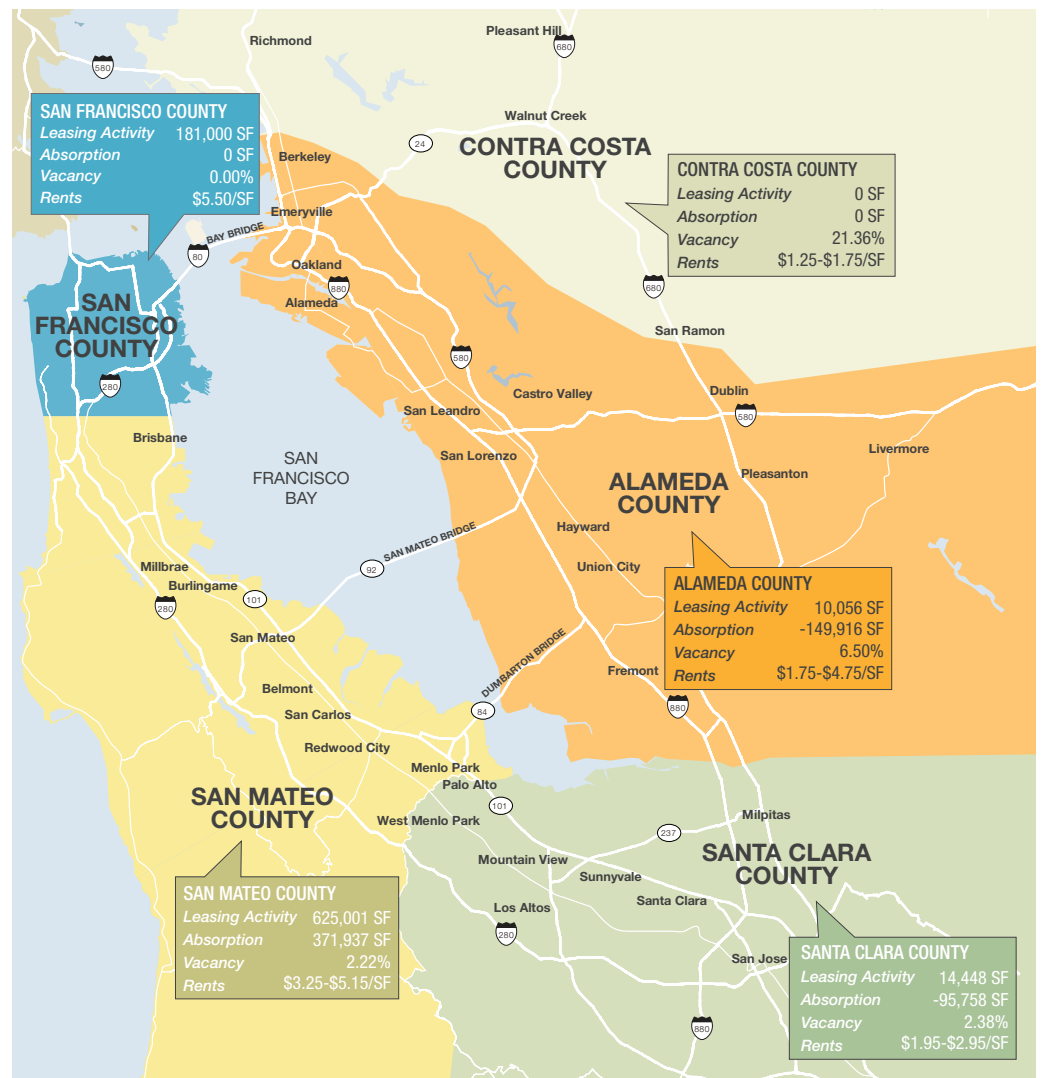 Richmond
Pleasant Hill
680
580
SAN FRANCISCO COUNTY
Leasing Activity 181,000 SF
Absorption 0 SF
Vacancy 0.00%
Rents $5.50/SF
Walnut Creek
24
CONTRA COSTA
COUNTY
Berkeley
CONTRA COSTA COUNTY
Leasing Activity 0 SF
Absorption 0 SF
Vacancy 21.36%
Rents $1.25-$1.75/SF
Emeryville
BAY BRIDGE
80
Oakland
880
680
Alameda
SAN
FRANCISCO
COUNTY
San Ramon
580
280
Castro Valley
Dublin
San Leandro
580
Brisbane
San Lorenzo
Livermore
SAN
FRANCISCO
BAY
Pleasanton
ALAMEDA
COUNTY
Hayward
SAN MATEO BRIDGE
92
Union City
Millbrae
Burlingame
101
280
ALAMEDA COUNTY
Leasing Activity 10,056 SF
Absorption -149,916 SF
Vacancy 6.50%
Rents $1.75-$4.75/SF
San Mateo
DUMBARTON BRIDGE
Fremont
Belmont
San Carlos
84
880
Redwood City
Menlo Park
Palo Alto
SAN MATEO
COUNTY
101
West Menlo Park
Milpitas
237
Mountain View
SANTA CLARA
COUNTY
Sunnyvale
SAN MATEO COUNTY
Leasing Activity 625,001 SF
Absorption 371,937 SF
Vacancy 2.22%
Rents $3.25-$5.15/SF
Santa Clara
Los Altos
280
San Jose
SANTA CLARA COUNTY
Leasing Activity 14,448 SF
Absorption -95,758 SF
Vacancy 2.38%
Rents $1.95-$2.95/SF
880